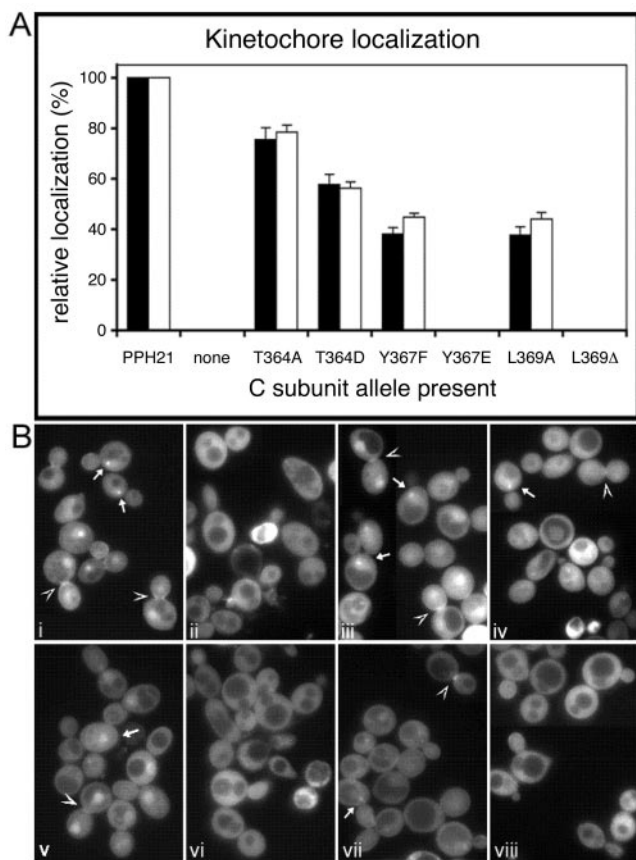 A
Kinetochore localization
relative localization (%)
100
80
60
40
20
0
PPH21 none T364A T364D Y367F Y367E L369A L369Δ
C subunit allele present
B
i ii iii iv
v vi vii viii